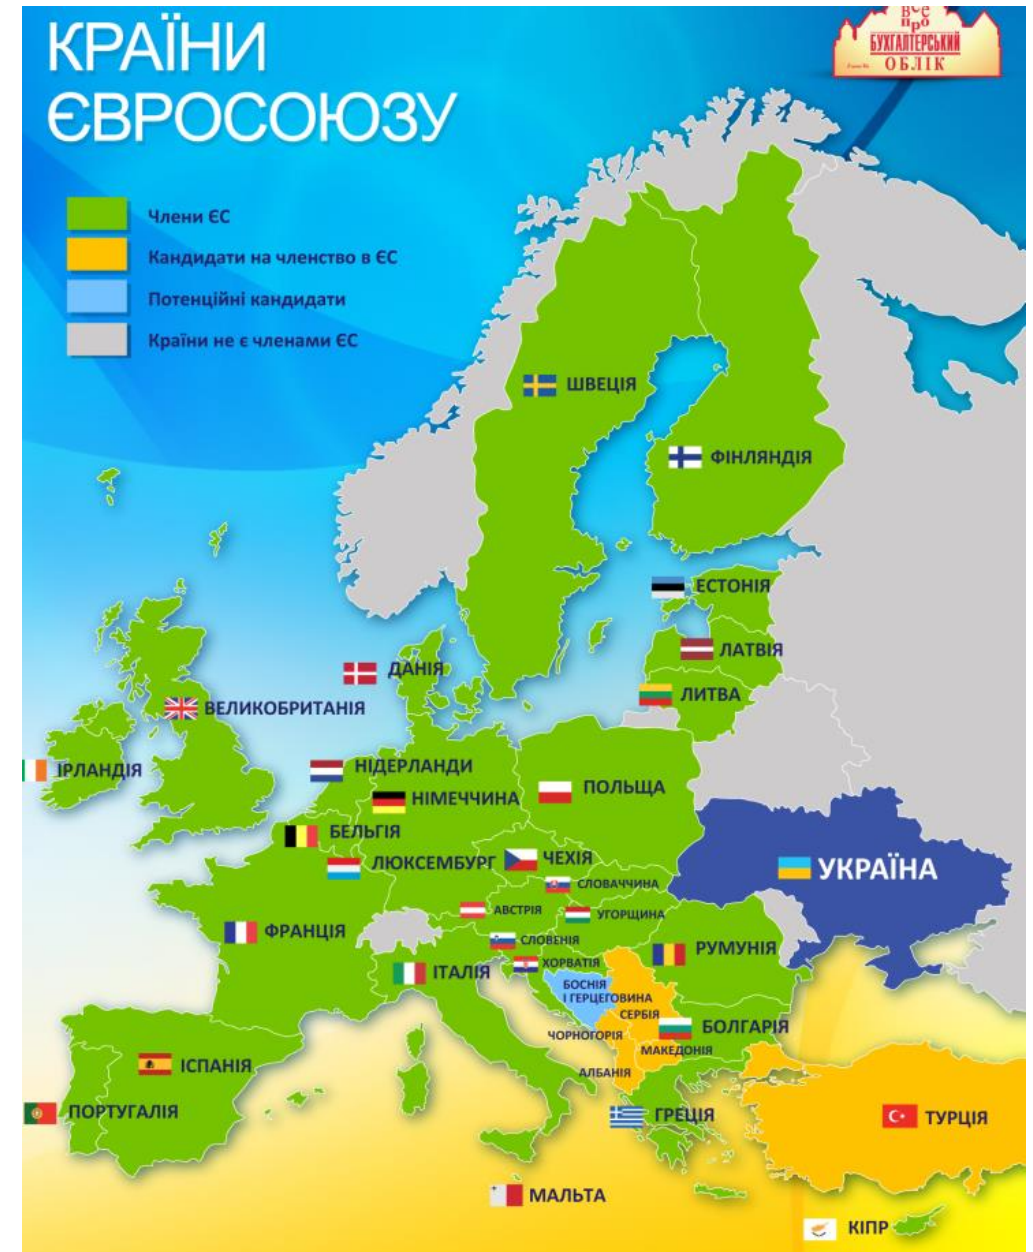 КРАЇНИ
ЄВРОСОЮЗУ
Все
про
БУХГАЛТЕРСЬКИЙ
ОБЛІК
Члени ЄС
Кандидати на членство в ЄС
Потенційні кандидати
Країни не є членами ЄС
ШВЕЦІЯ
ФІНЛЯНДІЯ
ЕСТОНІЯ
ЛАТВІЯ
ДАНІЯ
ЛИТВА
ВЕЛИКОБРИТАНІЯ
ІРЛАНДІЯ
НІДЕРЛАНДИ
ПОЛЬЩА
НІМЕЧЧИНА
БЕЛЬГІЯ
ЛЮКСЕМБУРГ
ЧЕХІЯ
УКРАЇНА
СЛОВАЧЧИНА
АВСТРІЯ
УГОРЩИНА
ФРАНЦІЯ
СЛОВЕНІЯ
РУМУНІЯ
ХОРВАТІЯ
ІТАЛІЯ
БОСНІЯ
І ГЕРЦЕГОВИНА
СЕРБІЯ
БОЛГАРІЯ
ЧОРНОГОРІЯ
МАКЕДОНІЯ
ІСПАНІЯ
АЛБАНІЯ
ПОРТУГАЛІЯ
ГРЕЦІЯ
ТУРЦІЯ
МАЛЬТА
КІПР